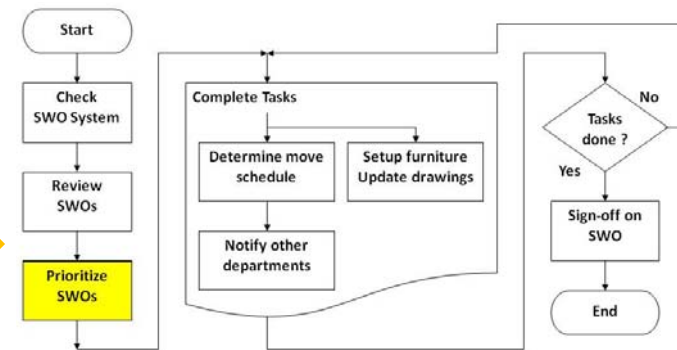 Start
Check
SWO System
Review
SWOs
Prioritize
SWOs
Complete Tasks
Determine move
schedule
Setup furniture
Update drawings
Notify other
departments
Tasks
done ?
No
Yes
Sign-off on
SWO
End